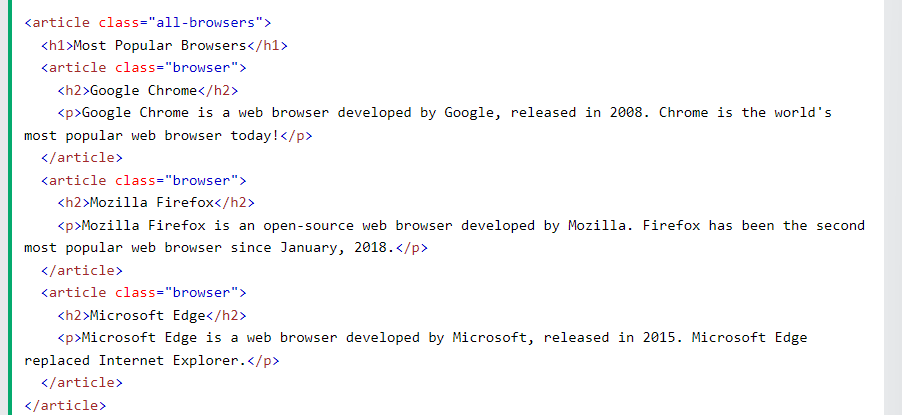 <article class="all-browsers">
  <h1>Most Popular Browsers</h1>
  <article class="browser">
    <h2>Google Chrome</h2>
    <p>Google Chrome is a web browser developed by Google, released in 2008. Chrome is the world's
most popular web browser today!</p>
  </article>
  <article class="browser">
    <h2>Mozilla Firefox</h2>
    <p>Mozilla Firefox is an open-source web browser developed by Mozilla. Firefox has been the second
most popular web browser since January, 2018.</p>
  </article>
  <article class="browser">
    <h2>Microsoft Edge</h2>
    <p>Microsoft Edge is a web browser developed by Microsoft, released in 2015. Microsoft Edge
replaced Internet Explorer.</p>
  </article>
</article>